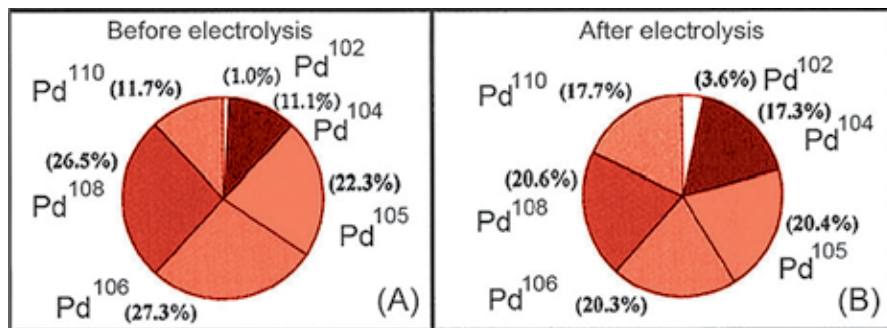 Before electrolysis
Pd102
(1.0%)
Pd110
(11.7%)
(11.1%)
Pd104
(26.5%)
Pd108
(22.3%)
Pd105
Pd106
(27.3%)
(A)
After electrolysis
Pd102
(3.6%)
Pd110
(17.7%)
(17.3%)
Pd104
(20.6%)
Pd108
(20.4%)
Pd105
Pd106
(20.3%)
(B)